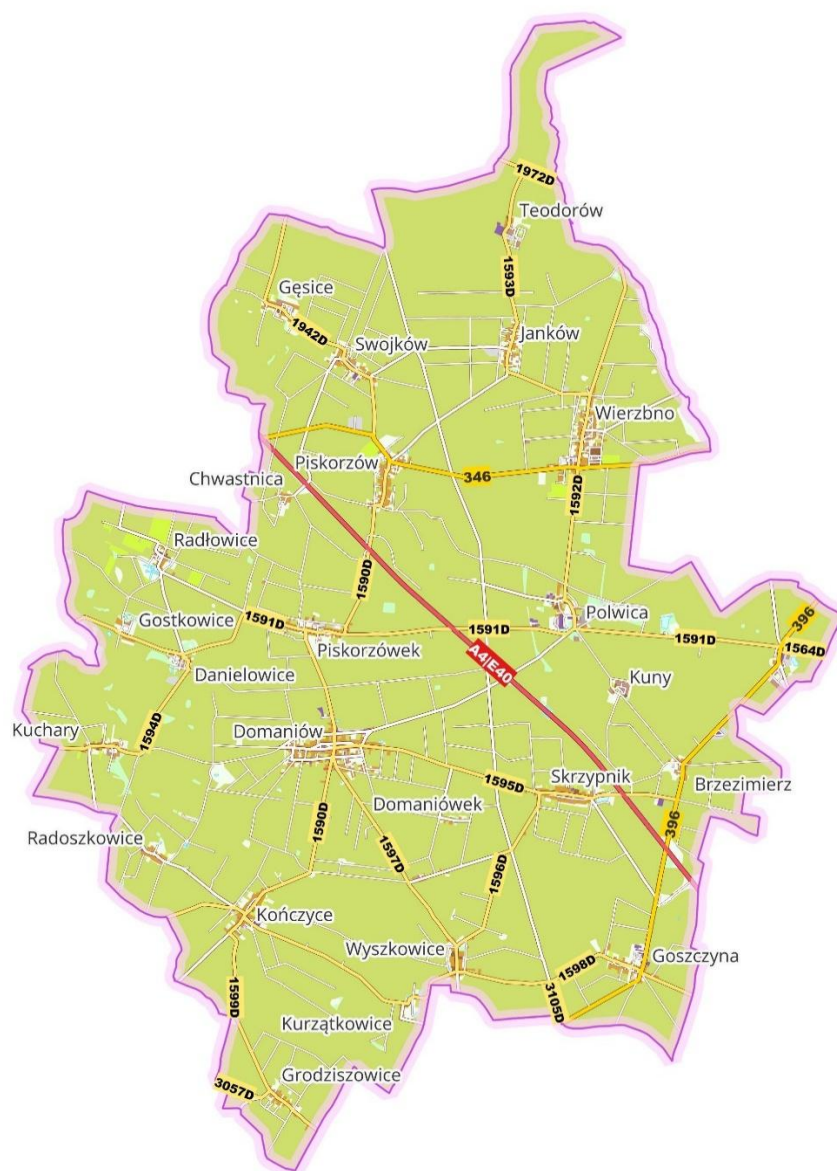 1972D
Teodorów
1593D
Gęsice
1942D
Swojków
Janków
Wierzbno
Piskorzów
346
Chwastnica
1592D
Radłowice
1590D
Gostkowice
1591D
Piskorzówek
1591D
Polwica
1591D
396
1564D
Danielowice
A4|E40
Kuny
Kuchary
1594D
Domaniów
1595D
Skrzypnik
Brzezimierz
Domaniówek
1590D
396
Radoszkowice
1597D
1596D
Kończyce
Wyszkowice
1598D
Goszczyna
1599D
3105D
Kurzątkowice
3057D
Grodziszowice